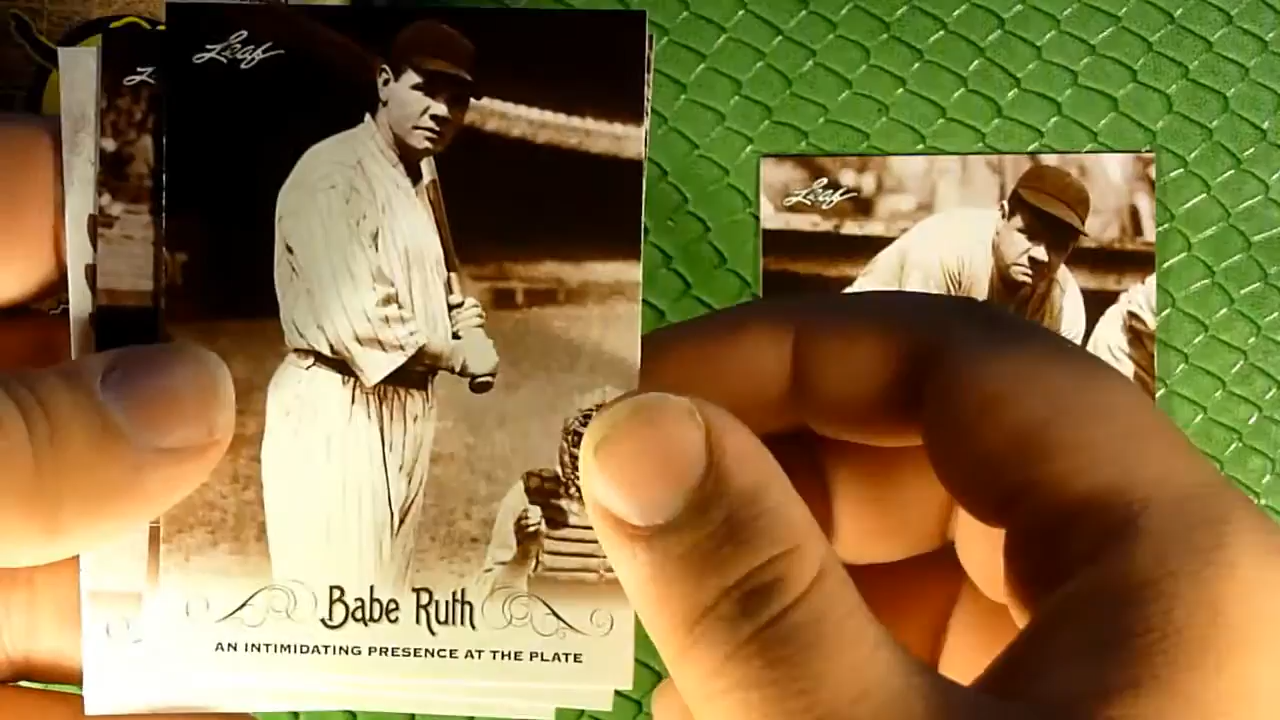 Leaf
Babe Ruth
AN INTIMIDATING PRESENCE AT THE PLATE
Leaf